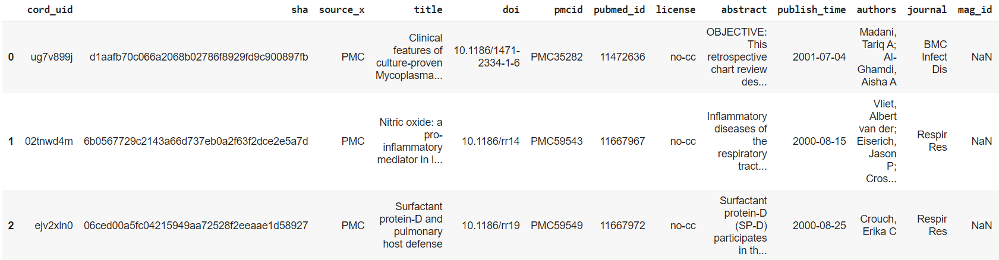 cord_uid sha source_x title doi pmcid pubmed_id license abstract publish_time authors journal mag_id
0 ug7v899j d1aafb70c066a2068b02786f8929fd9c900897fb PMC
Clinical
features of
culture-proven
Mycoplasma...
10.1186/1471-
2334-1-6
PMC35282 11472636 no-cc
OBJECTIVE:
This
retrospective
chart review
des...
2001-07-04
Madani,
Tariq A;
Al-
Ghamdi,
Aisha A
BMC
Infect
Dis
NaN
1 02tnwd4m 6b0567729c2143a66d737eb0a2f63f2dce2e5a7d PMC
Nitric oxide: a
pro-
inflammatory
mediator in l...
10.1186/rr14 PMC59543 11667967 no-cc
Inflammatory
diseases of
the
respiratory
tract...
2000-08-15
Vliet,
Albert
van der;
Eiserich,
Jason
P;
Cros...
Respir
Res
NaN
2 ejv2xln0 06ced00a5fc04215949aa72528f2eeaae1d58927 PMC
Surfactant
protein-D and
pulmonary
host defense
10.1186/rr19 PMC59549 11667972 no-cc
Surfactant
protein-D
(SP-D)
participates
in th...
2000-08-25
Crouch,
Erika C
Respir
Res
NaN